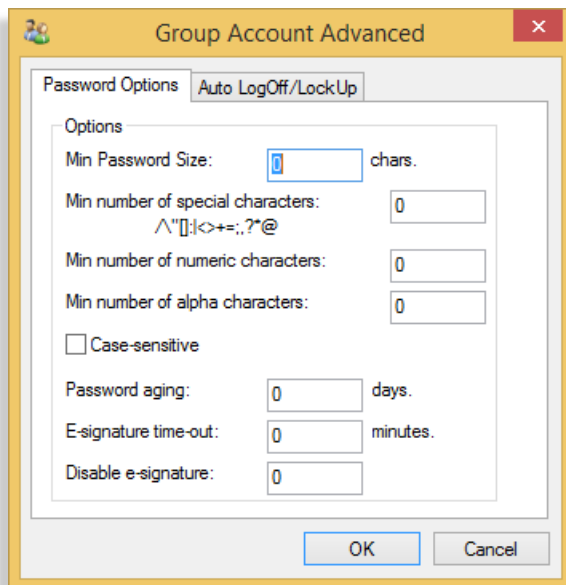 Group Account Advanced
Password Options
Auto LogOff/LockUp
Options
Min Password Size: 0 chars.
Min number of special characters: 0
/\"[]:|<>+=;,?*@
Min number of numeric characters: 0
Min number of alpha characters: 0
Case-sensitive
Password aging: 0 days.
E-signature time-out: 0 minutes.
Disable e-signature: 0
OK
Cancel